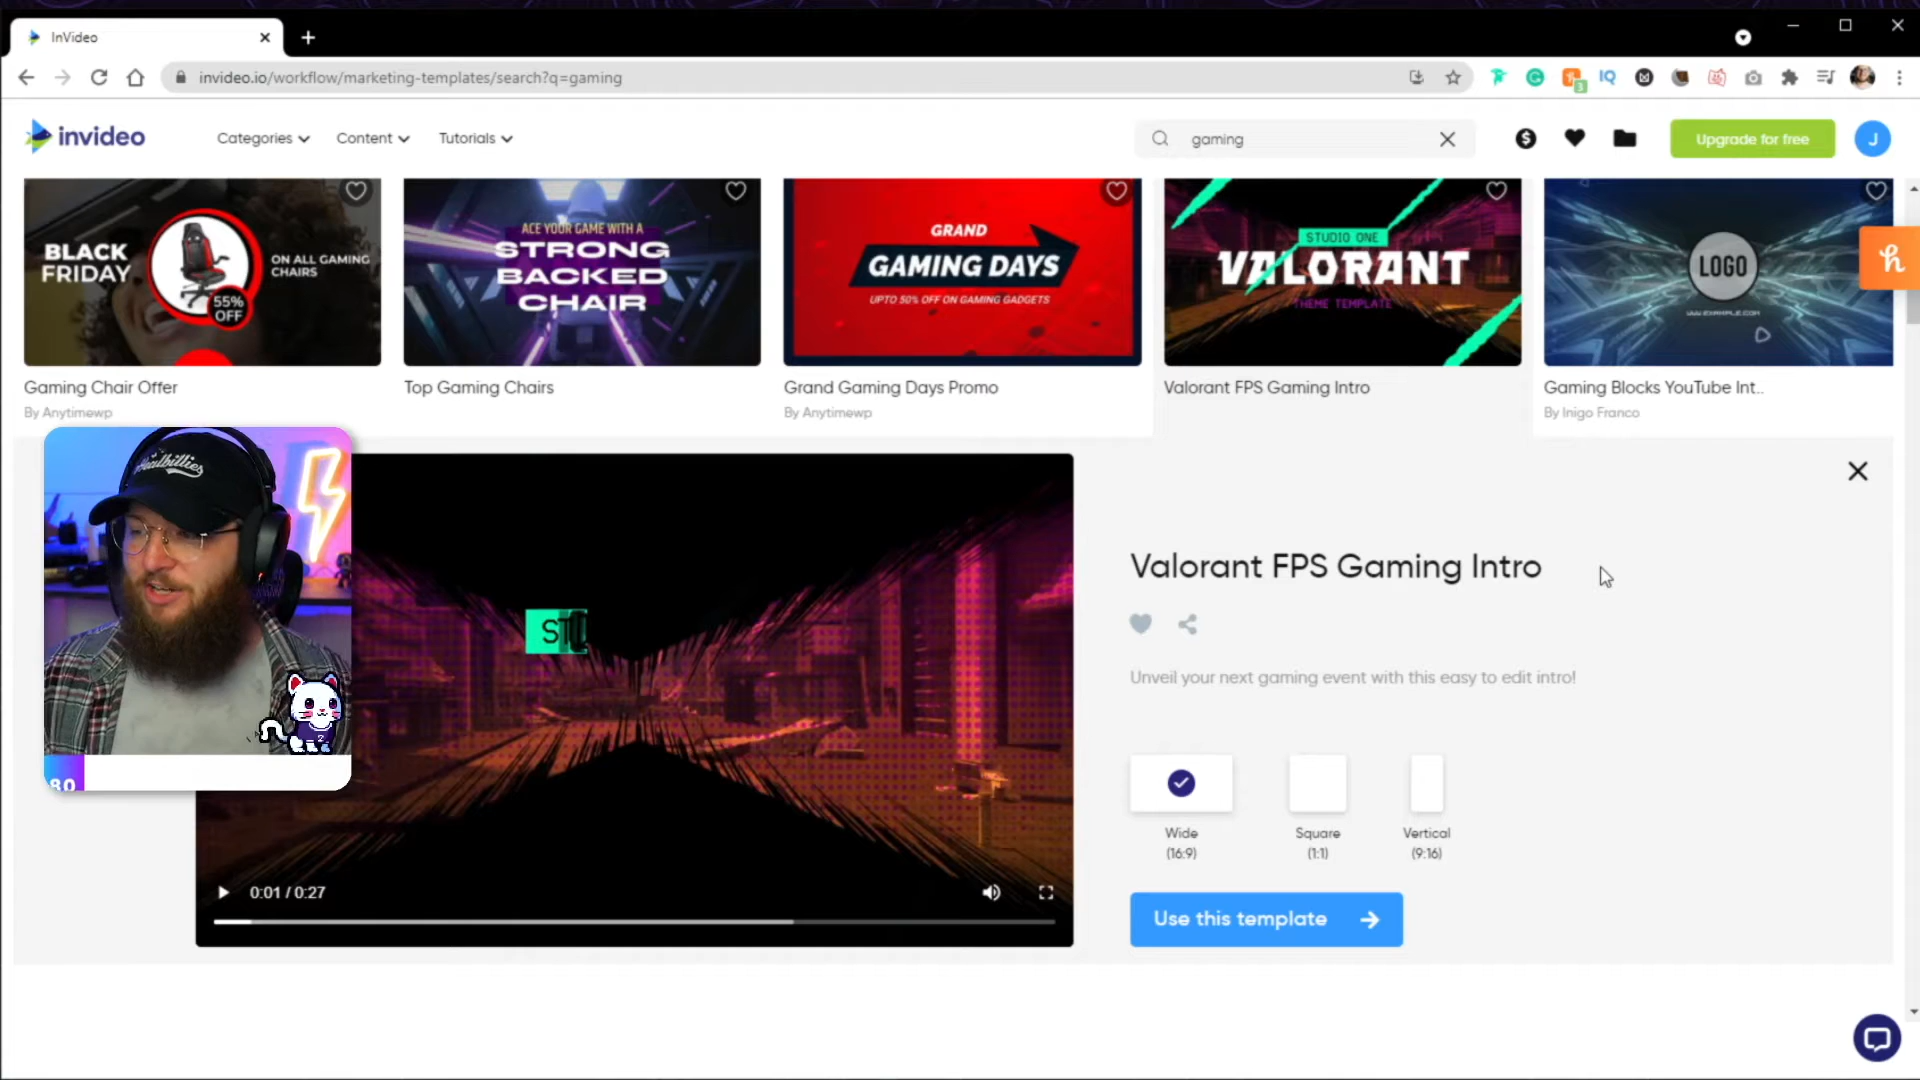 InVideo
invideo.io/workflow/marketing-templates/search?q=gaming
IQ
3
invideo
Categories
Content
Tutorials
gaming
Upgrade for free
J
BLACK
FRIDAY
ON ALL GAMING
CHAIRS
55%
OFF
ACE YOUR GAME WITH A
STRONG
BACKED
CHAIR
GRAND
GAMING DAYS
UPTO 50% OFF ON GAMING GADGETS
STUDIO ONE
VALORANT
THEME TEMPLATE
LOGO
WWW.EXAMPLE.COM
h
Gaming Chair Offer
Top Gaming Chairs
Grand Gaming Days Promo
Valorant FPS Gaming Intro
Gaming Blocks YouTube Int..
By Anytimewp
By Anytimewp
By Inigo Franco
Valorant FPS Gaming Intro
Unveil your next gaming event with this easy to edit intro!
Wide
(16:9)
Square
(1:1)
Vertical
(9:16)
0:01 / 0:27
Use this template